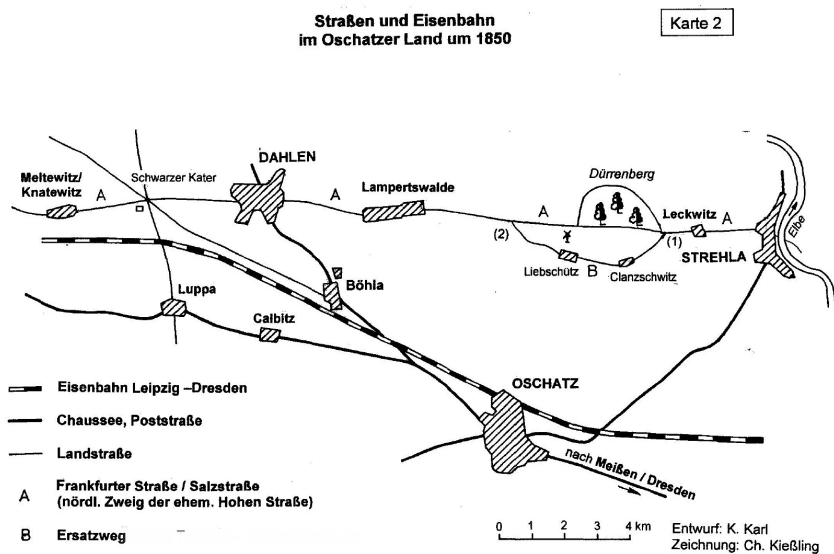 Straßen und Eisenbahn
im Oschatzer Land um 1850
Karte 2
DAHLEN
Dürrenberg
Meltewitz/
Knatewitz
A
Schwarzer Kater
A
Lampertswalde
A
Leckwitz
A
Elbe
(2)
(1)
STREHLA
Liebschütz
B
Clanzschwitz
Luppa
Böhla
Calbitz
OSCHATZ
nach Meißen / Dresden
Eisenbahn Leipzig –Dresden
Chaussee, Poststraße
Landstraße
A Frankfurter Straße / Salzstraße
(nördl. Zweig der ehem. Hohen Straße)
B Ersatzweg
0 1 2 3 4 km
Entwurf: K. Karl
Zeichnung: Ch. Kießling